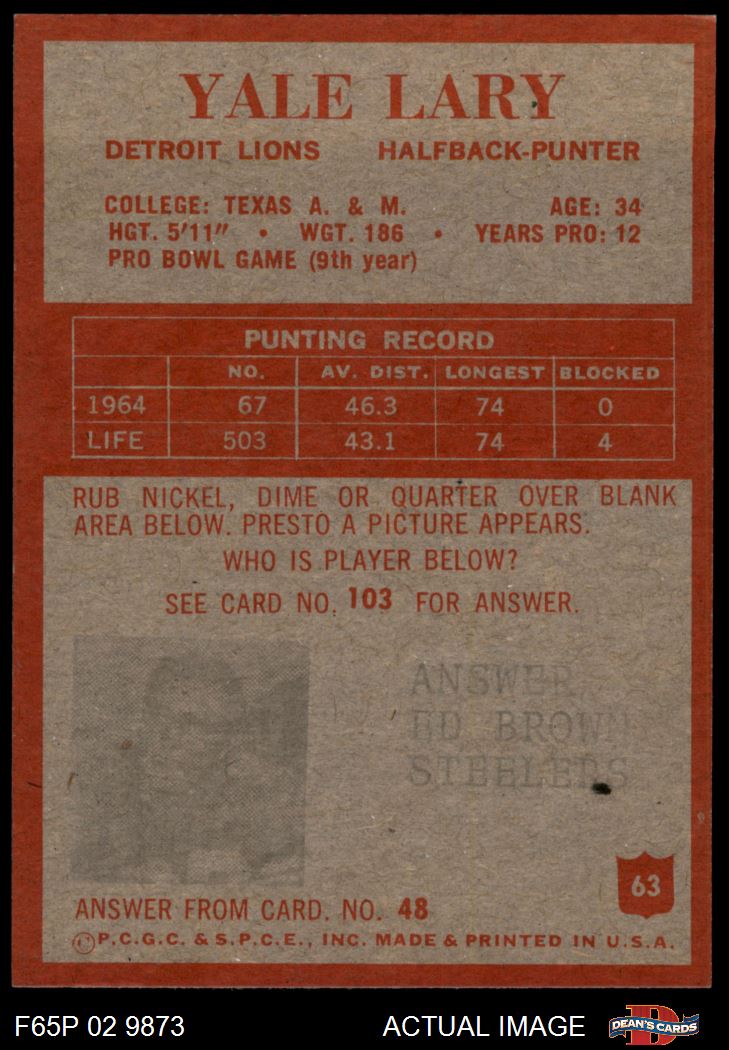 YALE LARY
DETROIT LIONS HALFBACK-PUNTER
COLLEGE: TEXAS A. & M. AGE: 34
HGT. 5'11" • WGT. 186 • YEARS PRO: 12
PRO BOWL GAME (9th year)
PUNTING RECORD
NO. AV. DIST. LONGEST BLOCKED
1964 67 46.3 74 0
LIFE 503 43.1 74 4
RUB NICKEL, DIME OR QUARTER OVER BLANK
AREA BELOW. PRESTO A PICTURE APPEARS.
WHO IS PLAYER BELOW?
SEE CARD NO. 103 FOR ANSWER.
ANSWER
ED BROWN
STEELERS
63
ANSWER FROM CARD. NO. 48
©P.C.G.C. & S.P.C.E., INC. MADE & PRINTED IN U.S.A.
F65P 02 9873 ACTUAL IMAGE DEAN'S CARDS